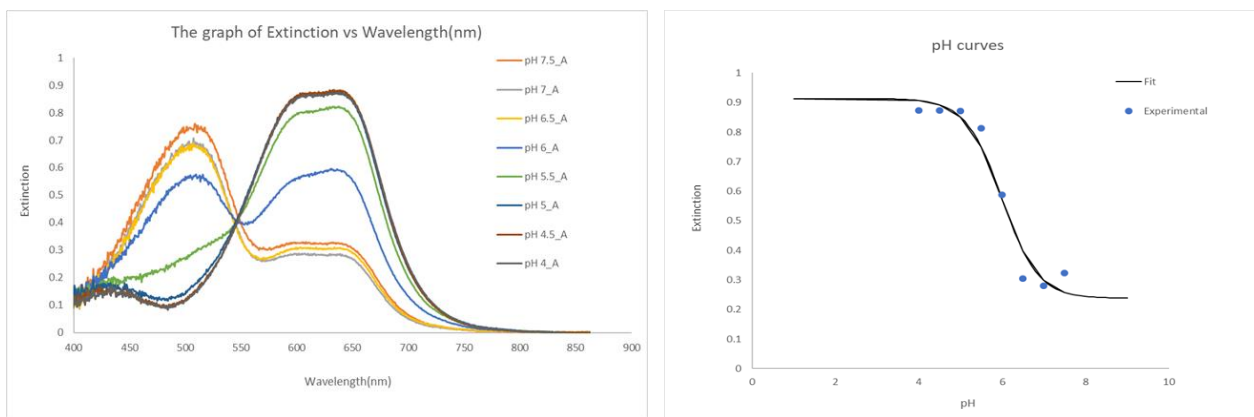 The graph of Extinction vs Wavelength(nm)
1
0.9
0.8
0.7
0.6
0.5
0.4
0.3
0.2
0.1
0
400
450
500
550
600
650
700
750
800
850
900
Extinction
Wavelength(nm)
pH 7.5_A
pH 7_A
pH 6.5_A
pH 6_A
pH 5.5_A
pH 5_A
pH 4.5_A
pH 4_A
pH curves
1
0.9
0.8
0.7
0.6
0.5
0.4
0.3
0.2
0.1
0
0
2
4
6
8
10
Extinction
pH
Fit
Experimental